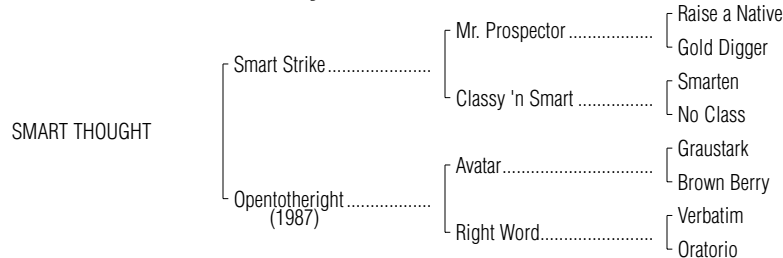 Raise a Native
Mr. Prospector ..................
Gold Digger
Smart Strike......................
Smarten
Classy 'n Smart ................
No Class
SMART THOUGHT
Graustark
Avatar................................
Brown Berry
Opentotheright ..................
(1987)
Verbatim
Right Word........................
Oratorio